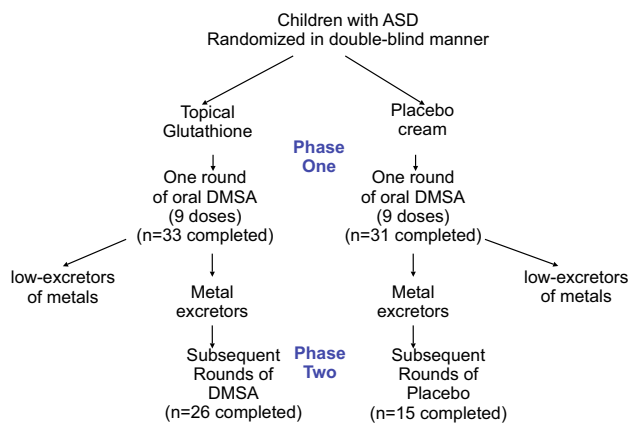 Children with ASD
Randomized in double-blind manner
Topical
Glutathione
Placebo
cream
Phase
One
One round
of oral DMSA
(9 doses)
(n=33 completed)
One round
of oral DMSA
(9 doses)
(n=31 completed)
low-excretors
of metals
Metal
excretors
Metal
excretors
low-excretors
of metals
Phase
Two
Subsequent
Rounds of
DMSA
(n=26 completed)
Subsequent
Rounds of
Placebo
(n=15 completed)